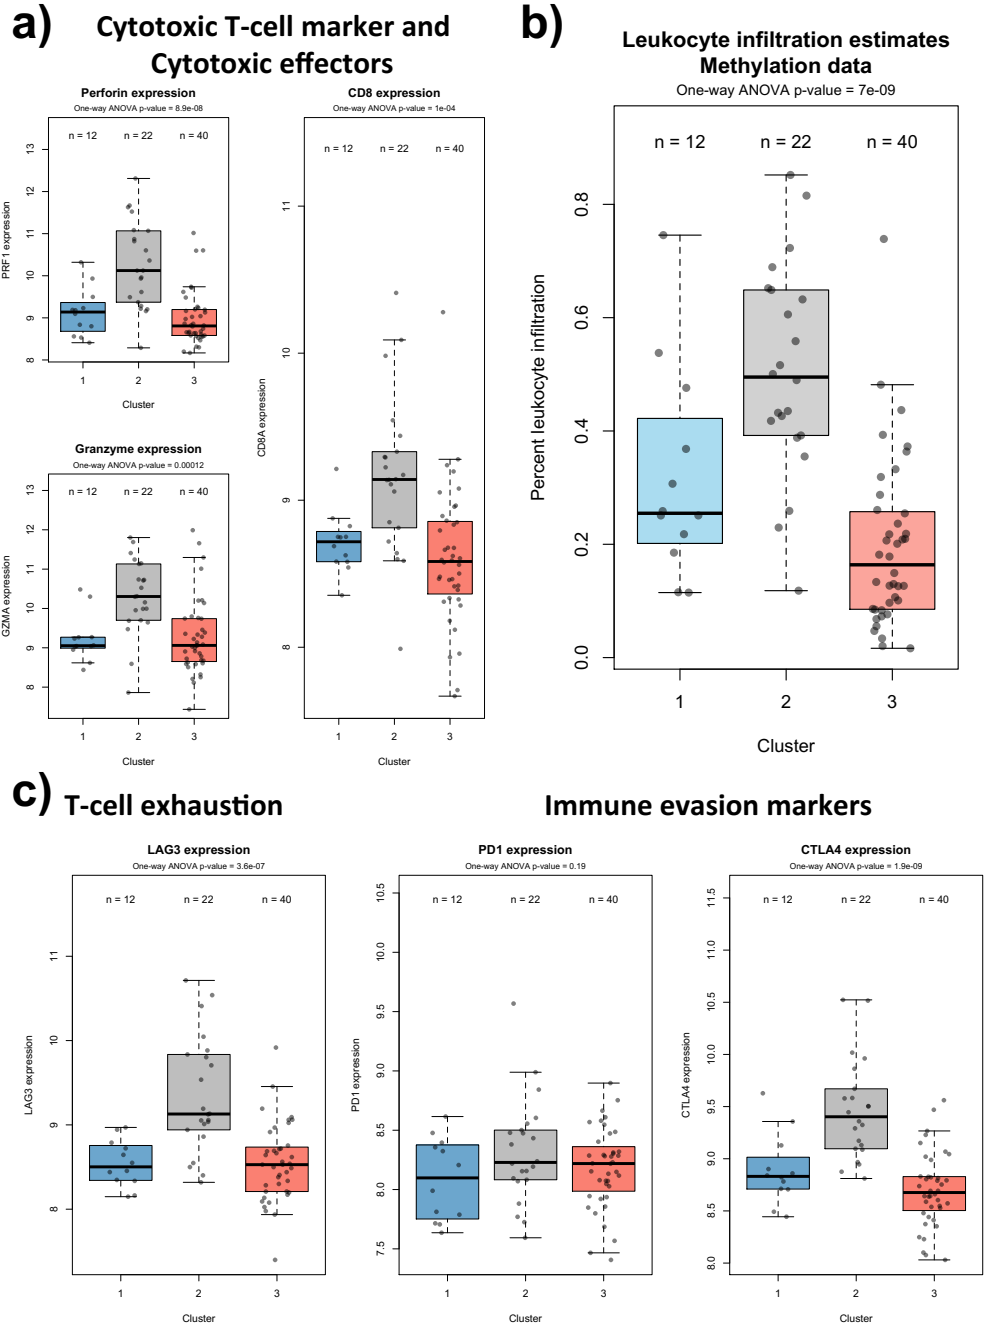 a)
Cytotoxic T-cell marker and
Cytotoxic effectors
Perforin expression
One-way ANOVA p-value = 8.9e-08
n = 12
n = 22
n = 40
PRF1 expression
13
12
11
10
9
8
1
2
3
Cluster
Granzyme expression
One-way ANOVA p-value = 0.00012
n = 12
n = 22
n = 40
GZMA expression
13
12
11
10
9
8
1
2
3
Cluster
CD8 expression
One-way ANOVA p-value = 1e-04
n = 12
n = 22
n = 40
CD8A expression
11
10
9
8
1
2
3
Cluster
b)
Leukocyte infiltration estimates
Methylation data
One-way ANOVA p-value = 7e-09
n = 12
n = 22
n = 40
Percent leukocyte infiltration
0.8
0.6
0.4
0.2
0.0
1
2
3
Cluster
c)
T-cell exhaustion
Immune evasion markers
LAG3 expression
One-way ANOVA p-value = 3.6e-07
n = 12
n = 22
n = 40
LAG3 expression
11
10
9
8
1
2
3
Cluster
PD1 expression
One-way ANOVA p-value = 0.19
n = 12
n = 22
n = 40
PD1 expression
10.5
10.0
9.5
9.0
8.5
8.0
7.5
1
2
3
Cluster
CTLA4 expression
One-way ANOVA p-value = 1.9e-09
n = 12
n = 22
n = 40
CTLA4 expression
11.5
11.0
10.5
10.0
9.5
9.0
8.5
8.0
1
2
3
Cluster